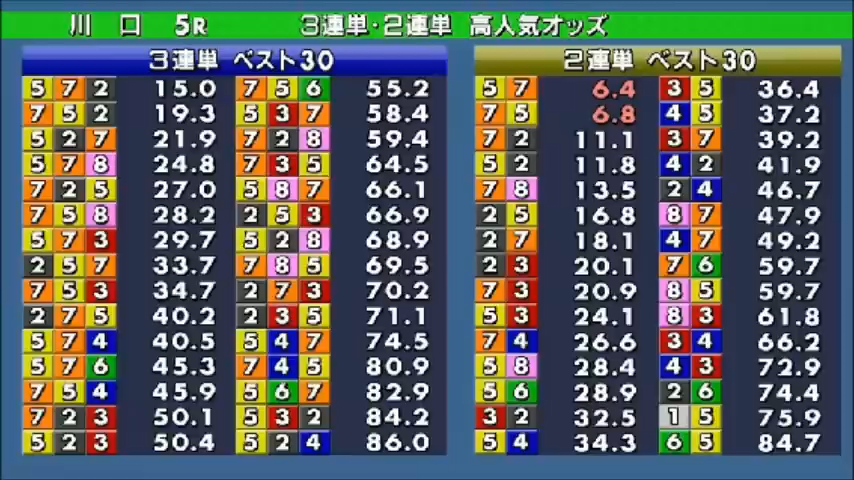 川 口 5R 3連単・2連単 高人気オッズ
3連単 ベスト30
5 7 2 15.0 7 5 6 55.2
7 5 2 19.3 5 3 7 58.4
5 2 7 21.9 7 2 8 59.4
5 7 8 24.8 7 3 5 64.5
7 2 5 27.0 5 8 7 66.1
7 5 8 28.2 2 5 3 66.9
5 7 3 29.7 5 2 8 68.9
2 5 7 33.7 7 8 5 69.5
7 5 3 34.7 2 7 3 70.2
2 7 5 40.2 2 3 5 71.1
5 7 4 40.5 5 4 7 74.5
5 7 6 45.3 7 4 5 80.9
7 5 4 45.9 5 6 7 82.9
7 2 3 50.1 5 3 2 84.2
5 2 3 50.4 5 2 4 86.0
2連単 ベスト30
5 7 6.4 3 5 36.4
7 5 6.8 4 5 37.2
7 2 11.1 3 7 39.2
5 2 11.8 4 2 41.9
7 8 13.5 2 4 46.7
2 5 16.8 8 7 47.9
2 7 18.1 4 7 49.2
2 3 20.1 7 6 59.7
7 3 20.9 8 5 59.7
5 3 24.1 8 3 61.8
7 4 26.6 3 4 66.2
5 8 28.4 4 3 72.9
5 6 28.9 2 6 74.4
3 2 32.5 1 5 75.9
5 4 34.3 6 5 84.7